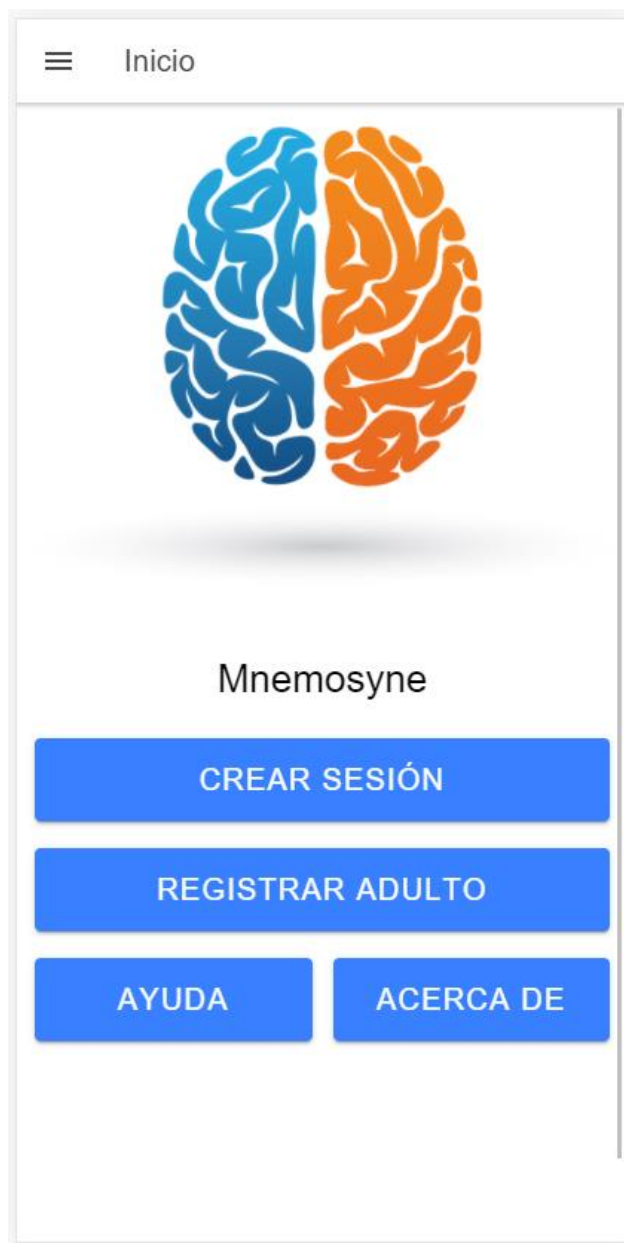 Inicio
Mnemosyne
CREAR SESIÓN
REGISTRAR ADULTO
AYUDA ACERCA DE